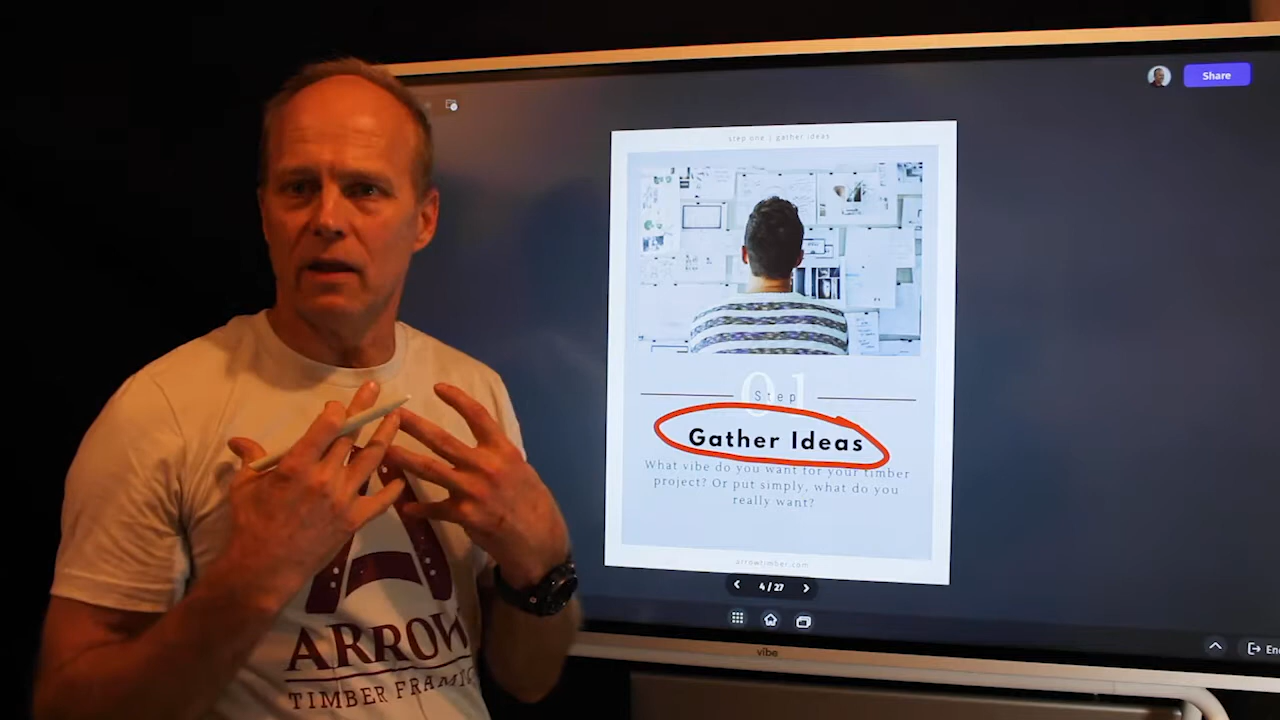 Share
step one | gather ideas
01
Step
Gather Ideas
What vibe do you want for your timber
project? Or put simply, what do you
really want?
arrowtimber.com
4 / 27
vibe
ARROW
TIMBER FRAMIN